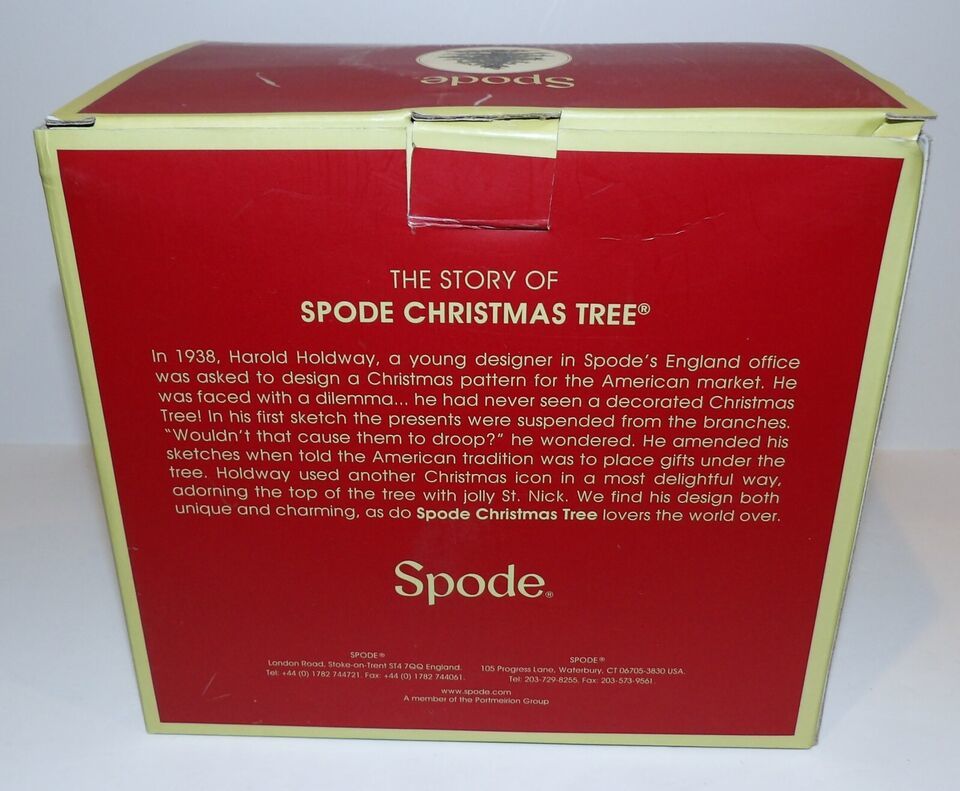 Spode
THE STORY OF
SPODE CHRISTMAS TREE®
In 1938, Harold Holdway, a young designer in Spode's England office
was asked to design a Christmas pattern for the American market. He
was faced with a dilemma... he had never seen a decorated Christmas
Tree! In his first sketch the presents were suspended from the branches.
"Wouldn't that cause them to droop?" he wondered. He amended his
sketches when told the American tradition was to place gifts under the
tree. Holdway used another Christmas icon in a most delightful way,
adorning the top of the tree with jolly St. Nick. We find his design both
unique and charming, as do Spode Christmas Tree lovers the world over.
Spode®
SPODE®
London Road, Stoke-on-Trent ST4 7QQ England.
Tel: +44 (0) 1782 744721. Fax: +44 (0) 1782 744061.
SPODE®
105 Progress Lane, Waterbury, CT 06705-3830 USA.
Tel: 203-729-8255. Fax: 203-573-9561.
www.spode.com
A member of the Portmeirion Group